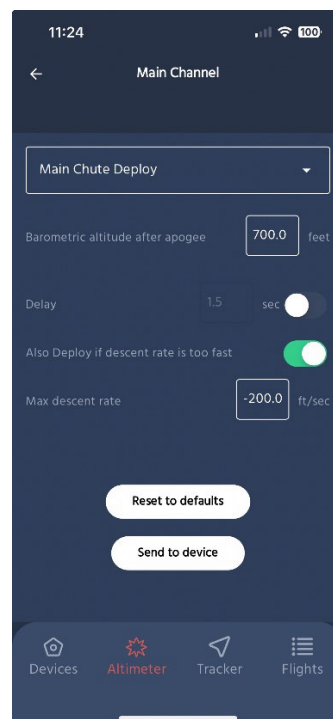 11:24
100
Main Channel
Main Chute Deploy
Barometric altitude after apogee 700.0 feet
Delay 1.5 sec
Also Deploy if descent rate is too fast
Max descent rate -200.0 ft/sec
Reset to defaults
Send to device
Devices Altimeter Tracker Flights